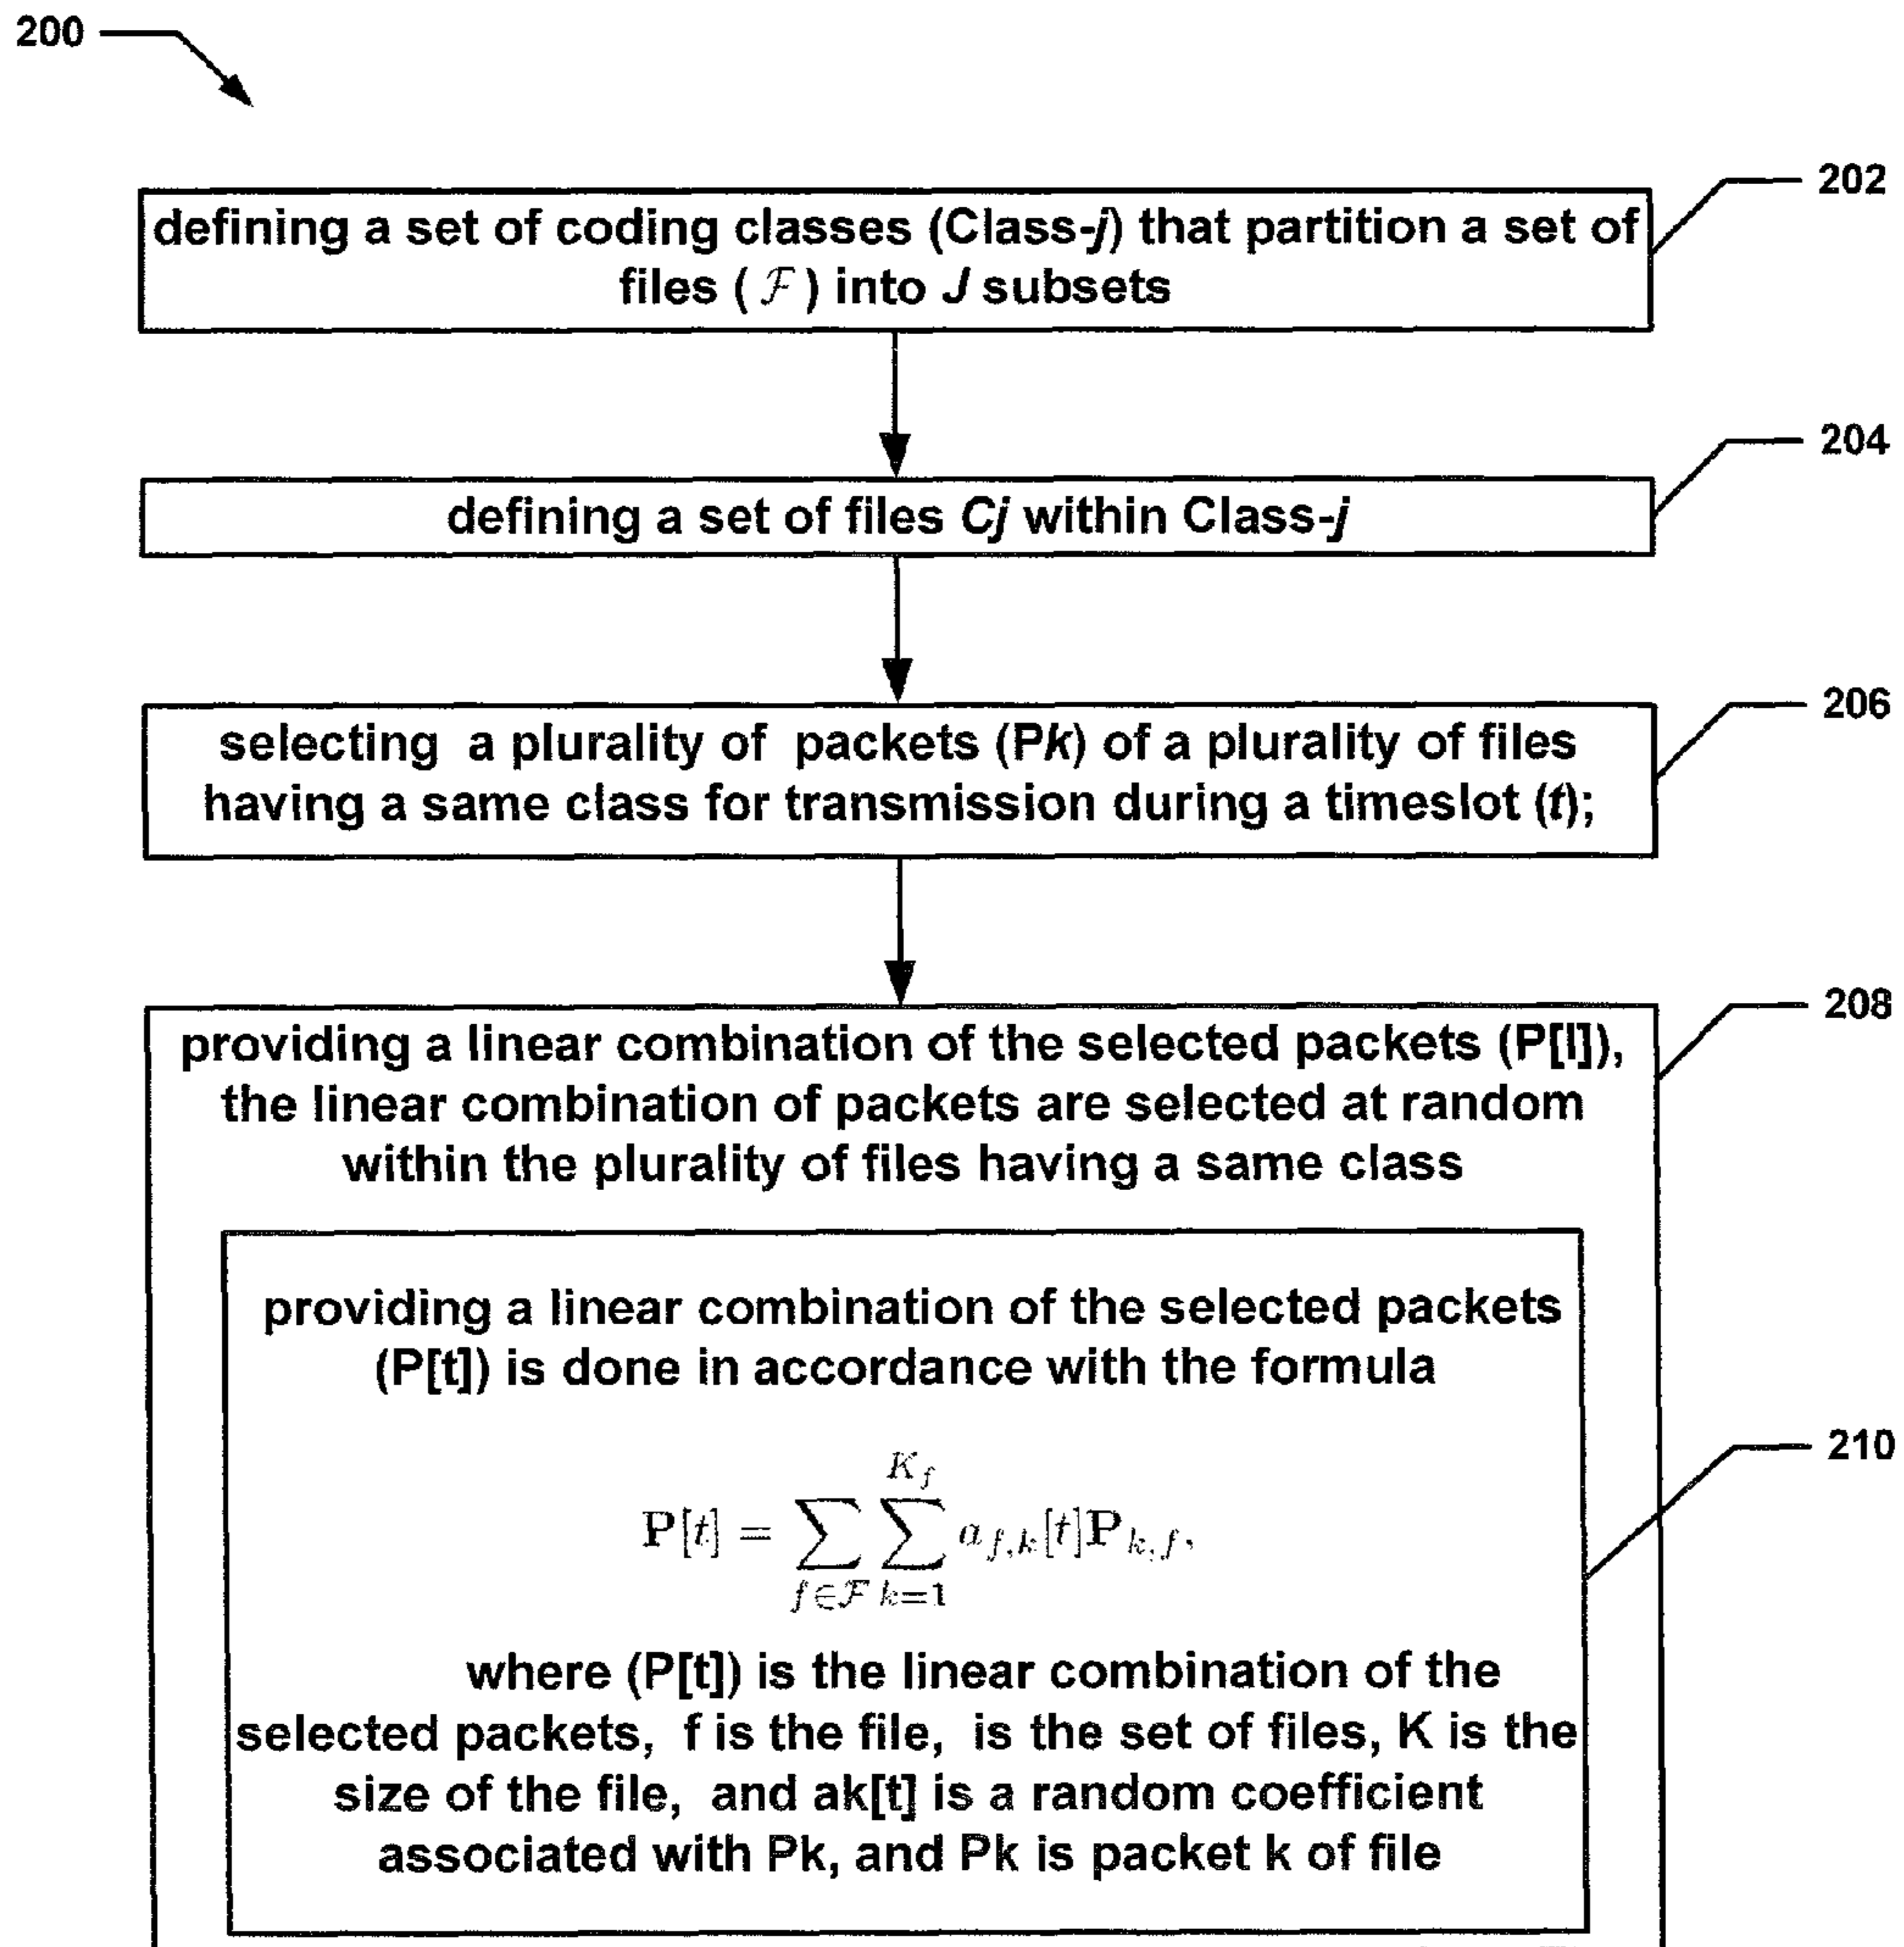 200
202
defining a set of coding classes (Class-j) that partition a set of
files ( ℱ ) into J subsets
204
defining a set of files Cj within Class-j
206
selecting a plurality of packets (Pk) of a plurality of files
having a same class for transmission during a timeslot (t);
208
providing a linear combination of the selected packets (P[l]),
the linear combination of packets are selected at random
within the plurality of files having a same class
providing a linear combination of the selected packets
(P[t]) is done in accordance with the formula
210
P[t] = ∑_{f∈ℱ} ∑_{k=1}^{K_f} a_{f,k}[t]P_{k,f},
where (P[t]) is the linear combination of the
selected packets, f is the file, is the set of files, K is the
size of the file, and ak[t] is a random coefficient
associated with Pk, and Pk is packet k of file